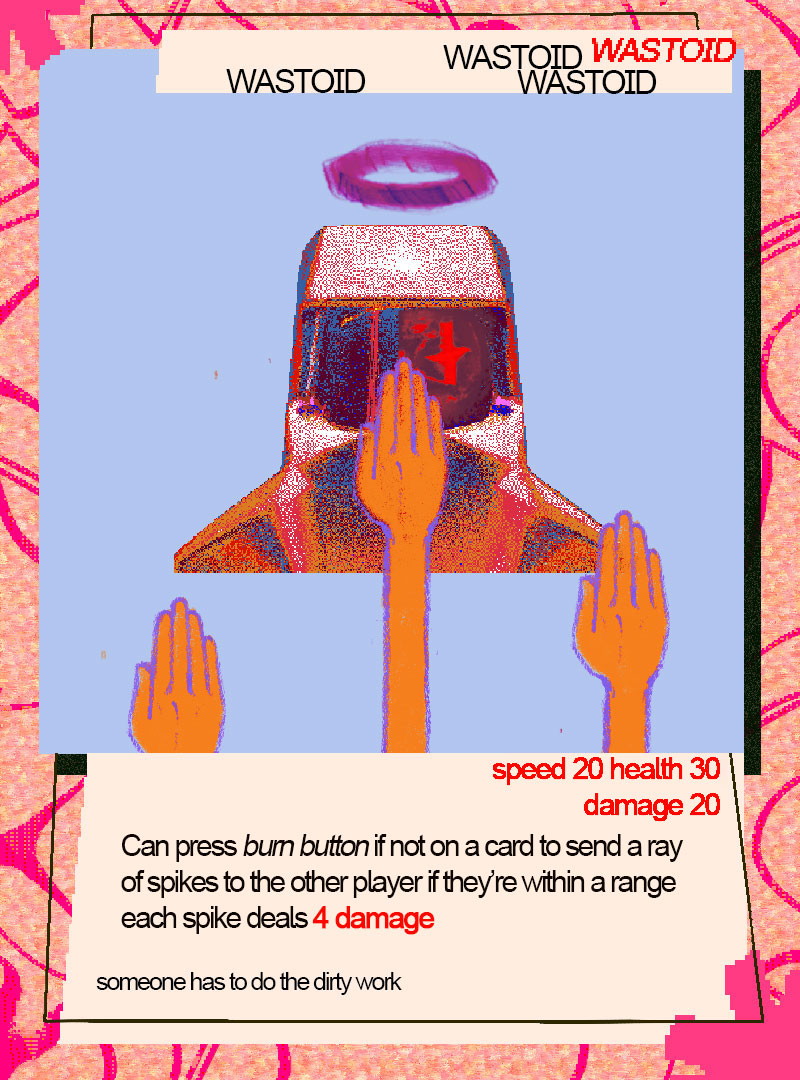 WASTOID WASTOID
WASTOID WASTOID
speed 20 health 30
damage 20
Can press burn button if not on a card to send a ray
of spikes to the other player if they're within a range
each spike deals 4 damage
someone has to do the dirty work